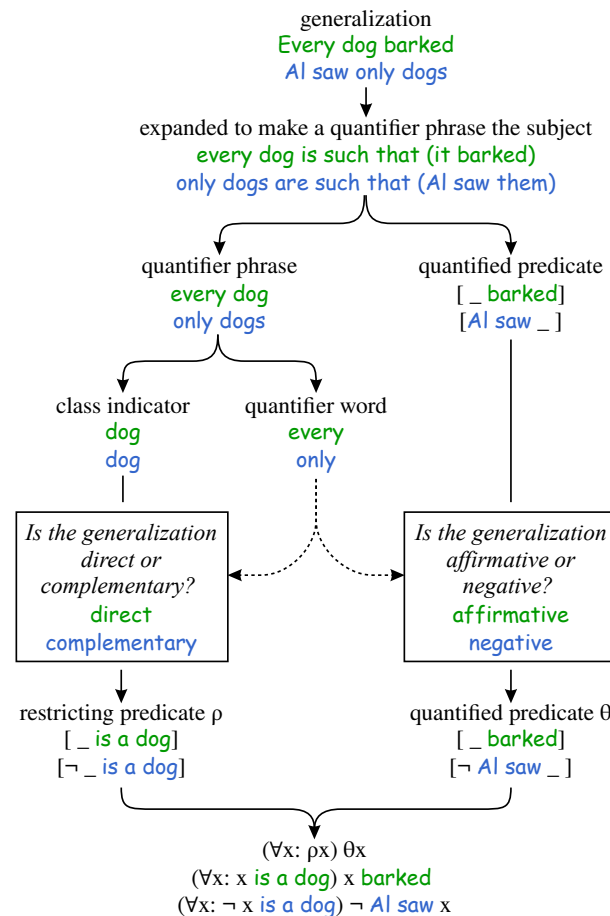 generalization
Every dog barked
Al saw only dogs
expanded to make a quantifier phrase the subject
every dog is such that (it barked)
only dogs are such that (Al saw them)
quantifier phrase
every dog
only dogs
quantified predicate
[ _ barked]
[Al saw _ ]
class indicator
dog
dog
quantifier word
every
only
Is the generalization
direct or
complementary?
direct
complementary
Is the generalization
affirmative or
negative?
affirmative
negative
restricting predicate ρ
[ _ is a dog]
[¬ _ is a dog]
quantified predicate θ
[ _ barked]
[¬ Al saw _ ]
(∀x: ρx) θx
(∀x: x is a dog) x barked
(∀x: ¬ x is a dog) ¬ Al saw x